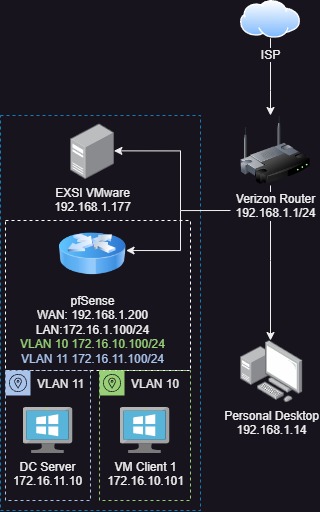 ISP
Verizon Router
192.168.1.1/24
EXSI VMware
192.168.1.177
pfSense
WAN: 192.168.1.200
LAN:172.16.1.100/24
VLAN 10 172.16.10.100/24
VLAN 11 172.16.11.100/24
VLAN 11
VLAN 10
DC Server
172.16.11.10
VM Client 1
172.16.10.101
Personal Desktop
192.168.1.14